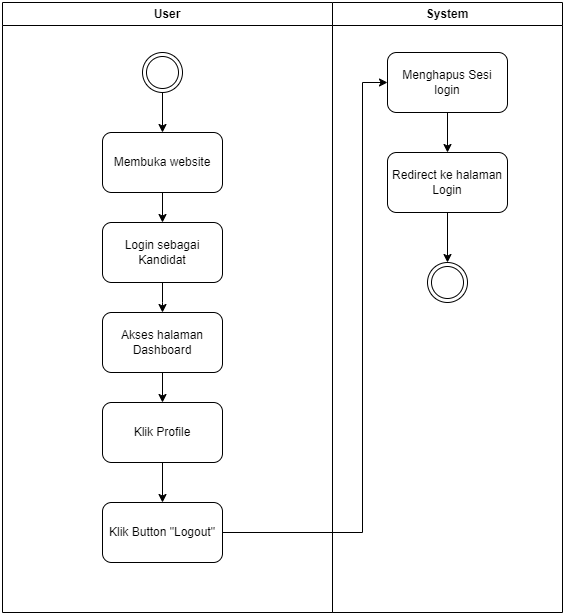 User
System
Membuka website
Login sebagai
Kandidat
Akses halaman
Dashboard
Klik Profile
Klik Button "Logout"
Menghapus Sesi
login
Redirect ke halaman
Login